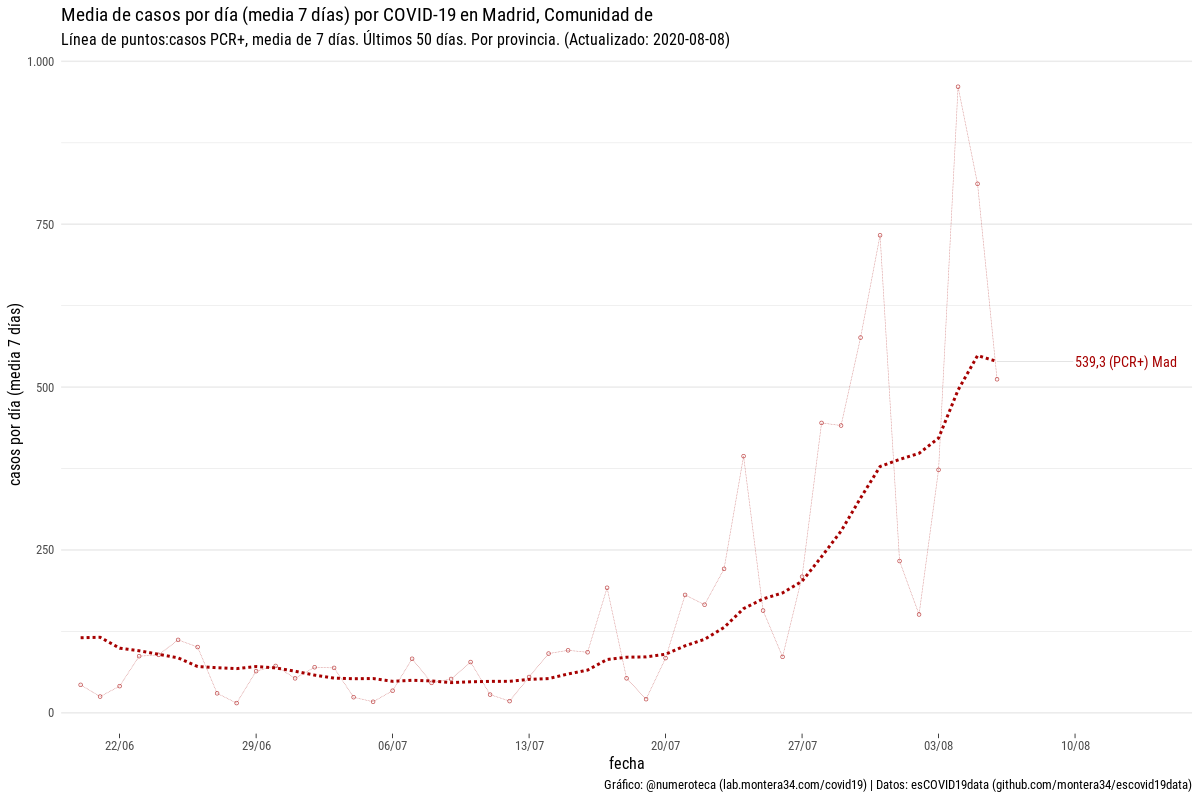 Media de casos por día (media 7 días) por COVID-19 en Madrid, Comunidad de
Línea de puntos:casos PCR+, media de 7 días. Últimos 50 días. Por provincia. (Actualizado: 2020-08-08)
casos por día (media 7 días)
1.000
750
500
250
0
539,3 (PCR+) Mad
22/06
29/06
06/07
13/07
20/07
27/07
03/08
10/08
fecha
Gráfico: @numeroteca (lab.montera34.com/covid19) | Datos: esCOVID19data (github.com/montera34/escovid19data)